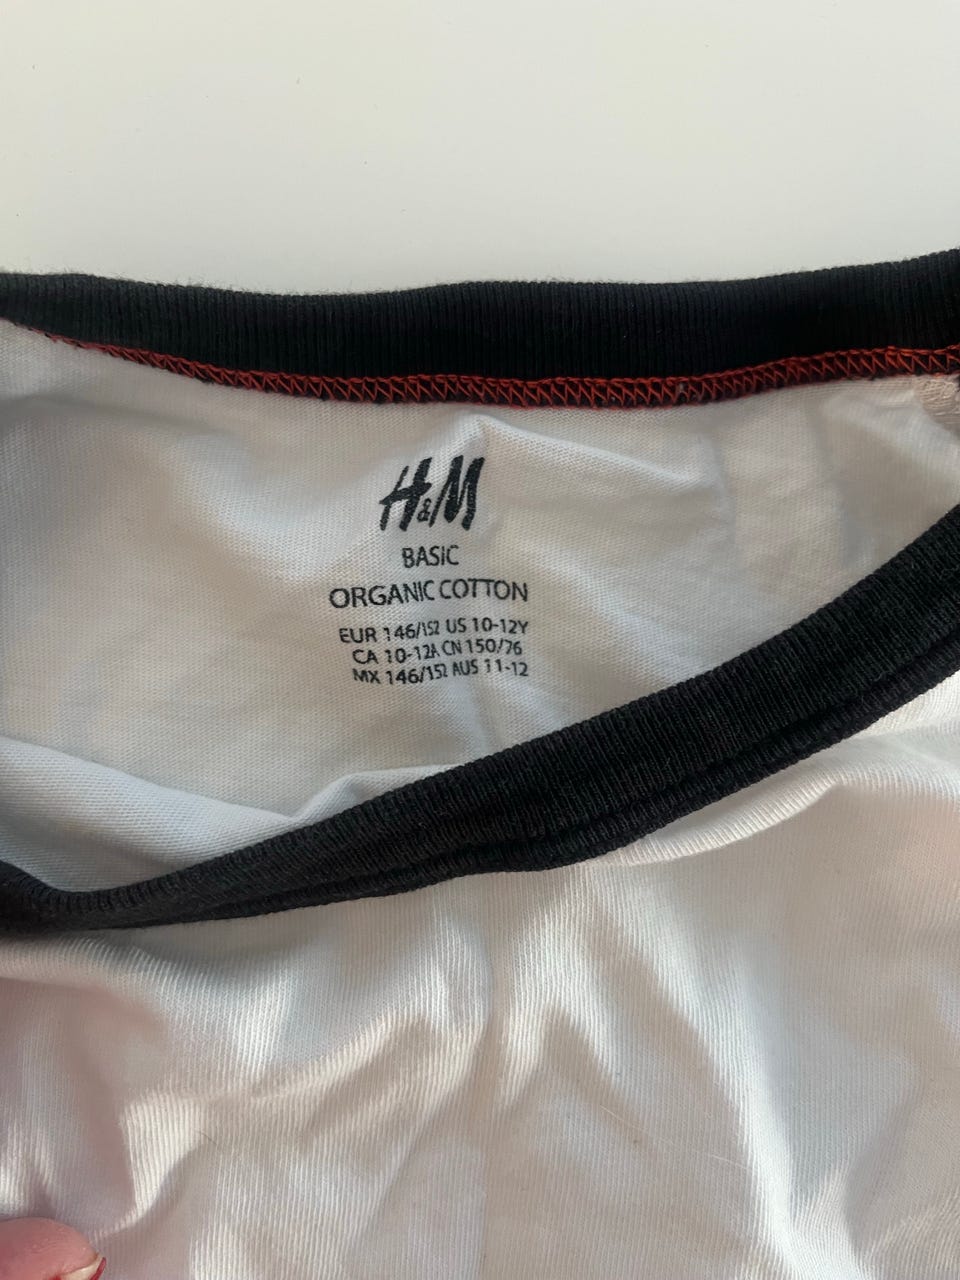 H&M
BASIC
ORGANIC COTTON
EUR 146/152 US 10-12Y
CA 10-12A CN 150/76
MX 146/152 AUS 11-12